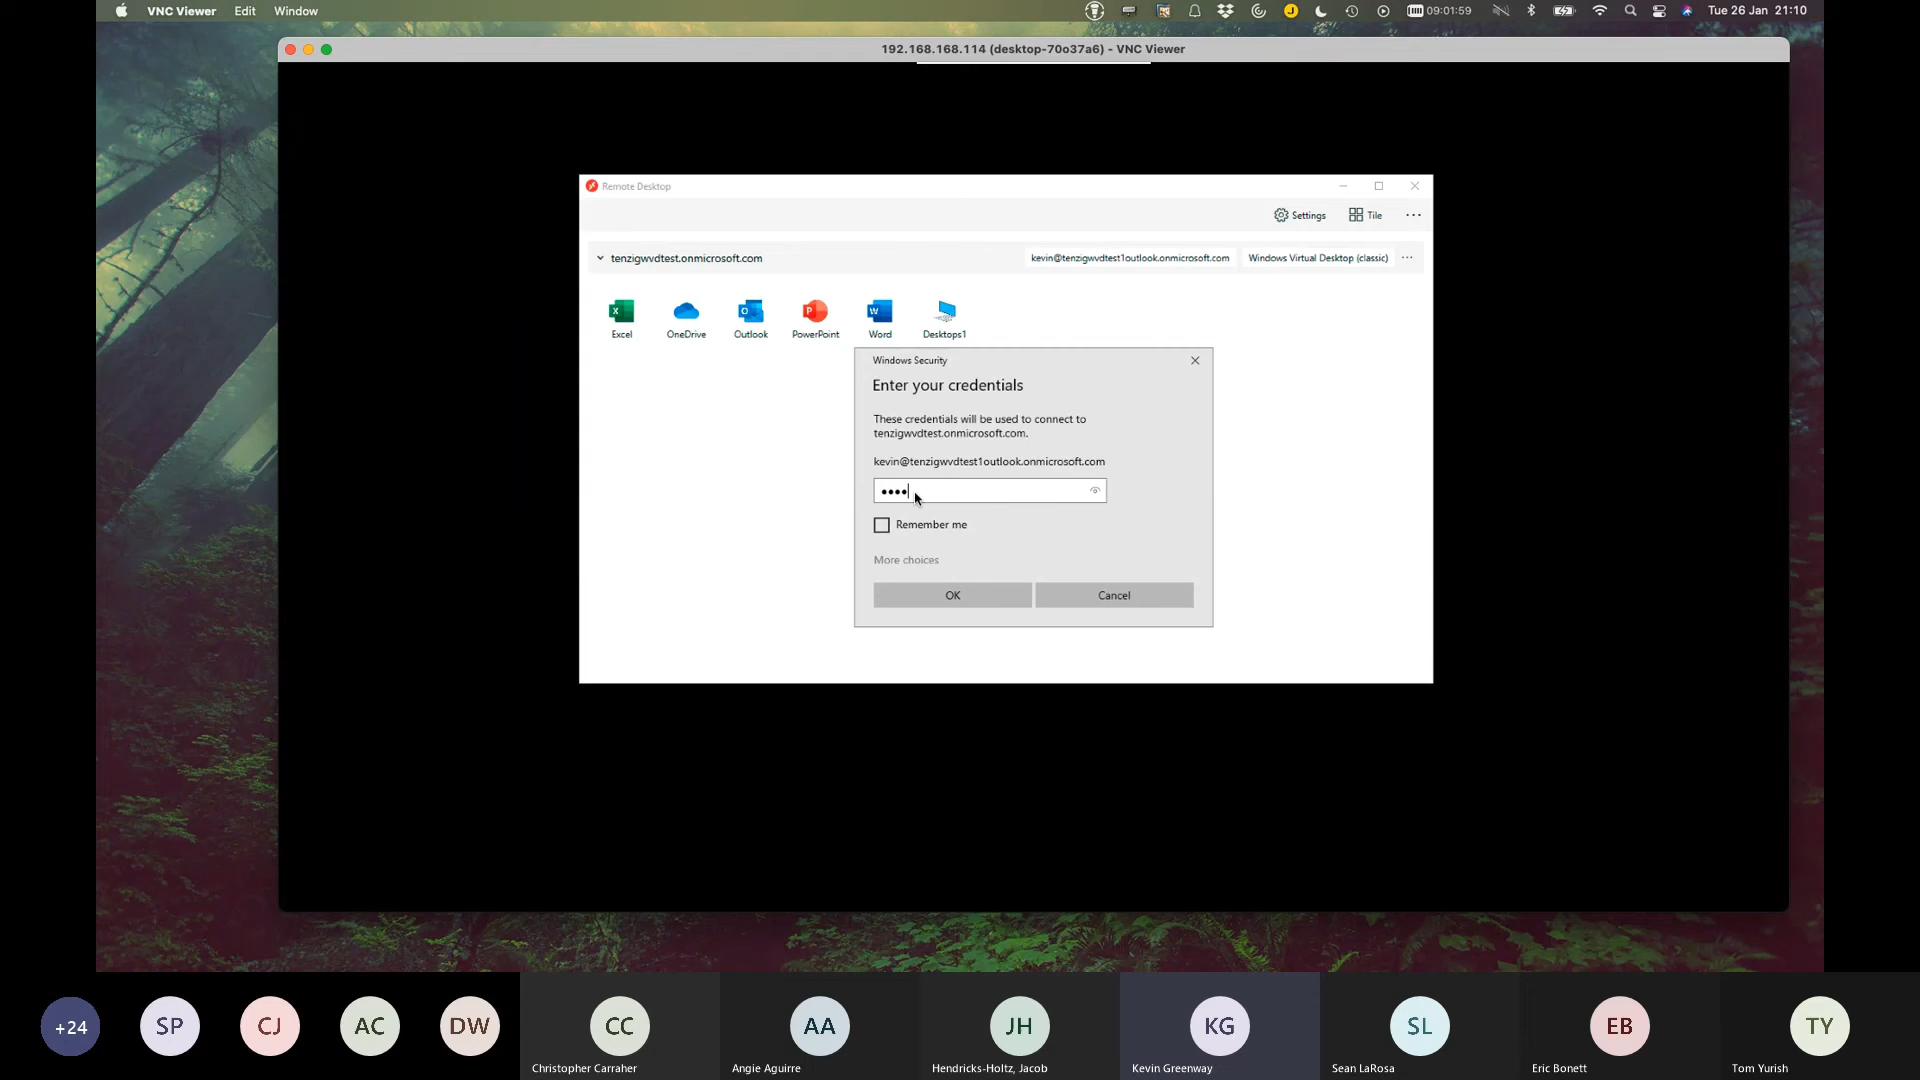 VNC Viewer Edit Window
09:01:59
Tue 26 Jan 21:10
192.168.168.114 (desktop-70o37a6) - VNC Viewer
Remote Desktop
Settings Tile
tenzigwvdtest.onmicrosoft.com
kevin@tenzigwvdtest1outlook.onmicrosoft.com
Windows Virtual Desktop (classic)
Excel OneDrive Outlook PowerPoint Word Desktops1
Windows Security
Enter your credentials
These credentials will be used to connect to
tenzigwvdtest.onmicrosoft.com.
kevin@tenzigwvdtest1outlook.onmicrosoft.com
Remember me
More choices
OK Cancel
+24 SP CJ AC DW CC AA JH KG SL EB TY
Christopher Carraher Angie Aguirre Hendricks-Holtz, Jacob Kevin Greenway Sean LaRosa Eric Bonett Tom Yurish